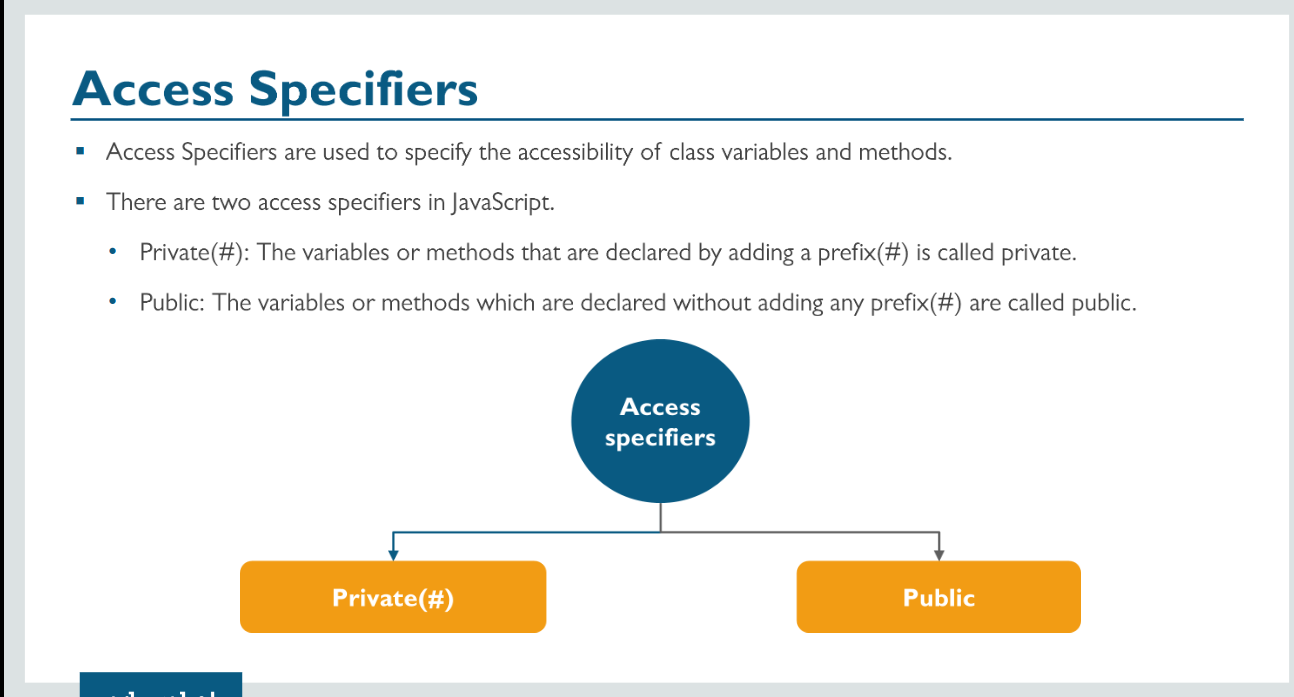 Access Specifiers
Access Specifiers are used to specify the accessibility of class variables and methods.
There are two access specifiers in JavaScript.
Private(#): The variables or methods that are declared by adding a prefix(#) is called private.
Public: The variables or methods which are declared without adding any prefix(#) are called public.
Access
specifiers
Private(#)
Public